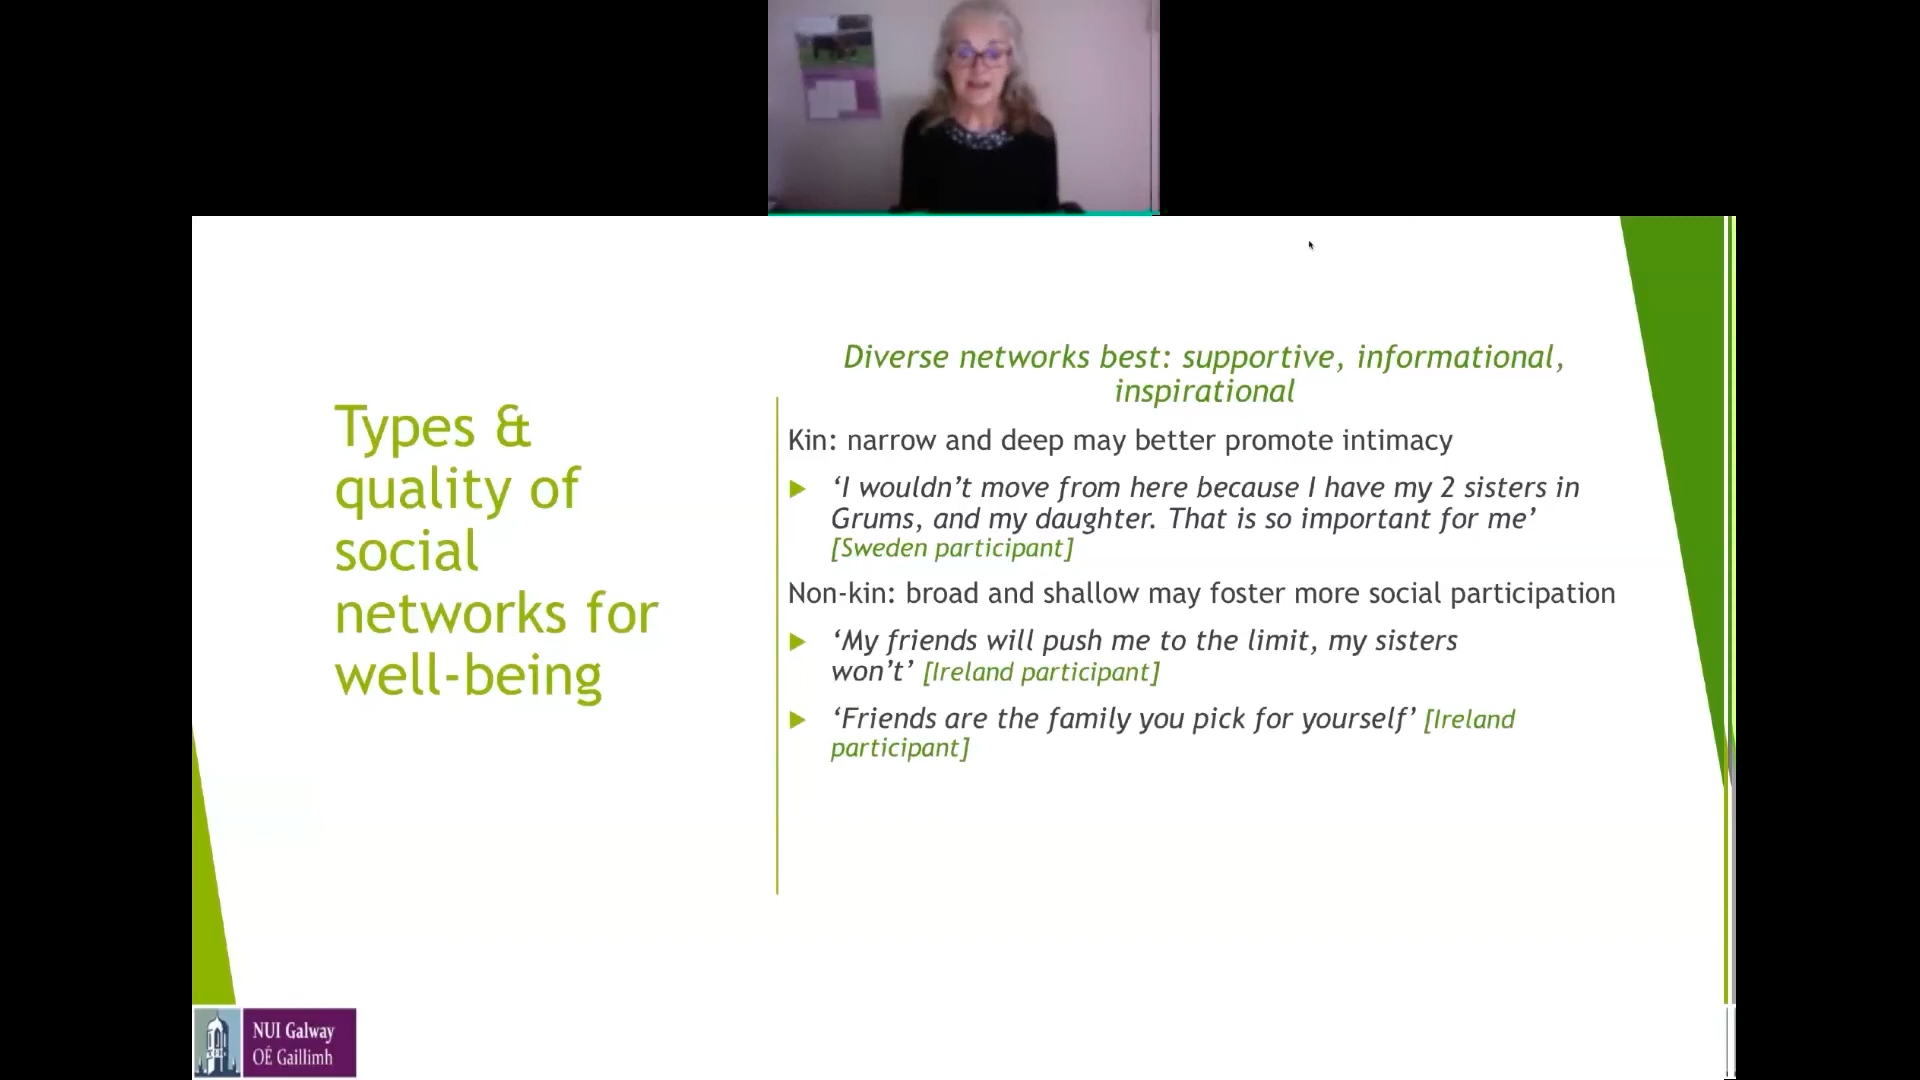 Types &
quality of
social
networks for
well-being
Diverse networks best: supportive, informational,
inspirational
Kin: narrow and deep may better promote intimacy
‘I wouldn’t move from here because I have my 2 sisters in
Grums, and my daughter. That is so important for me’
[Sweden participant]
Non-kin: broad and shallow may foster more social participation
‘My friends will push me to the limit, my sisters
won’t’ [Ireland participant]
‘Friends are the family you pick for yourself’ [Ireland
participant]
NUI Galway
OÉ Gaillimh